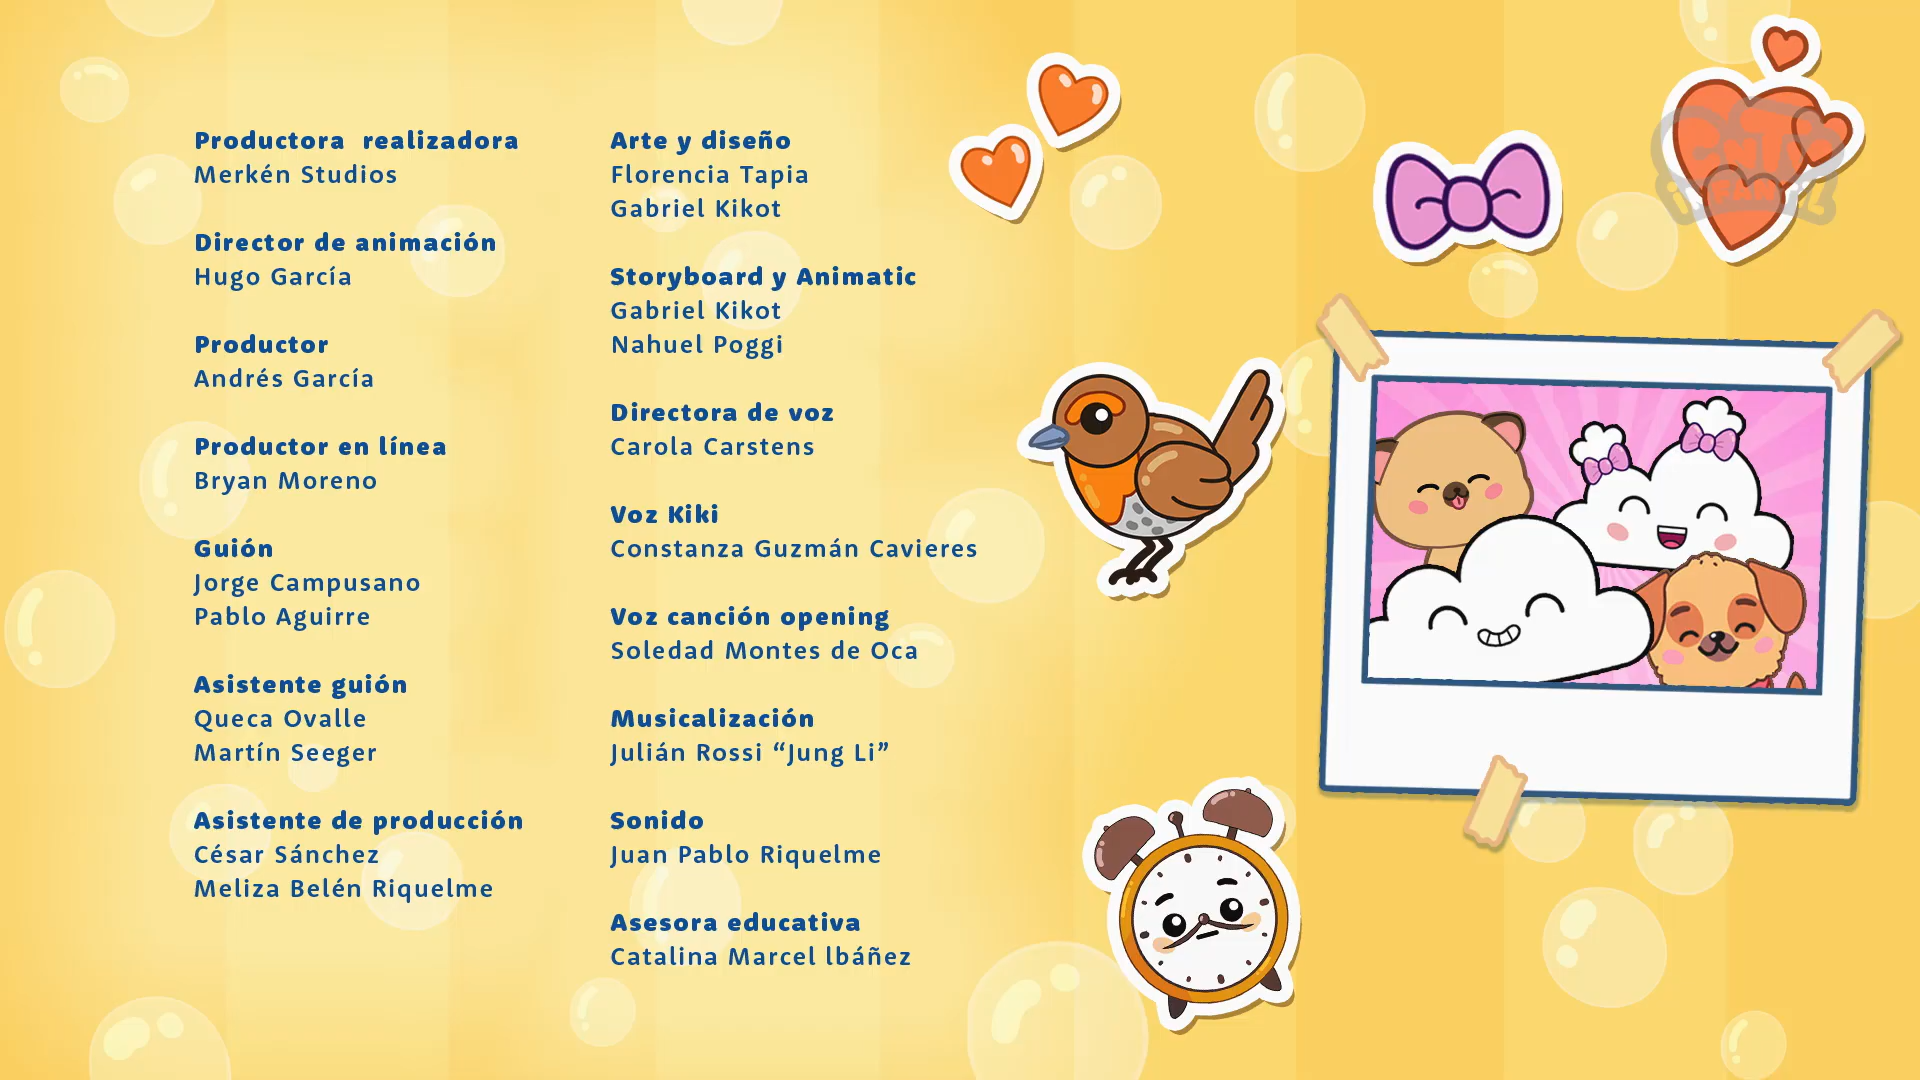 Productora realizadora
Merkén Studios
Director de animación
Hugo García
Productor
Andrés García
Productor en línea
Bryan Moreno
Guión
Jorge Campusano
Pablo Aguirre
Asistente guión
Queca Ovalle
Martín Seeger
Asistente de producción
César Sánchez
Meliza Belén Riquelme
Arte y diseño
Florencia Tapia
Gabriel Kikot
Storyboard y Animatic
Gabriel Kikot
Nahuel Poggi
Directora de voz
Carola Carstens
Voz Kiki
Constanza Guzmán Cavieres
Voz canción opening
Soledad Montes de Oca
Musicalización
Julián Rossi “Jung Li”
Sonido
Juan Pablo Riquelme
Asesora educativa
Catalina Marcel lbáñez
CNTV
INFANTIL